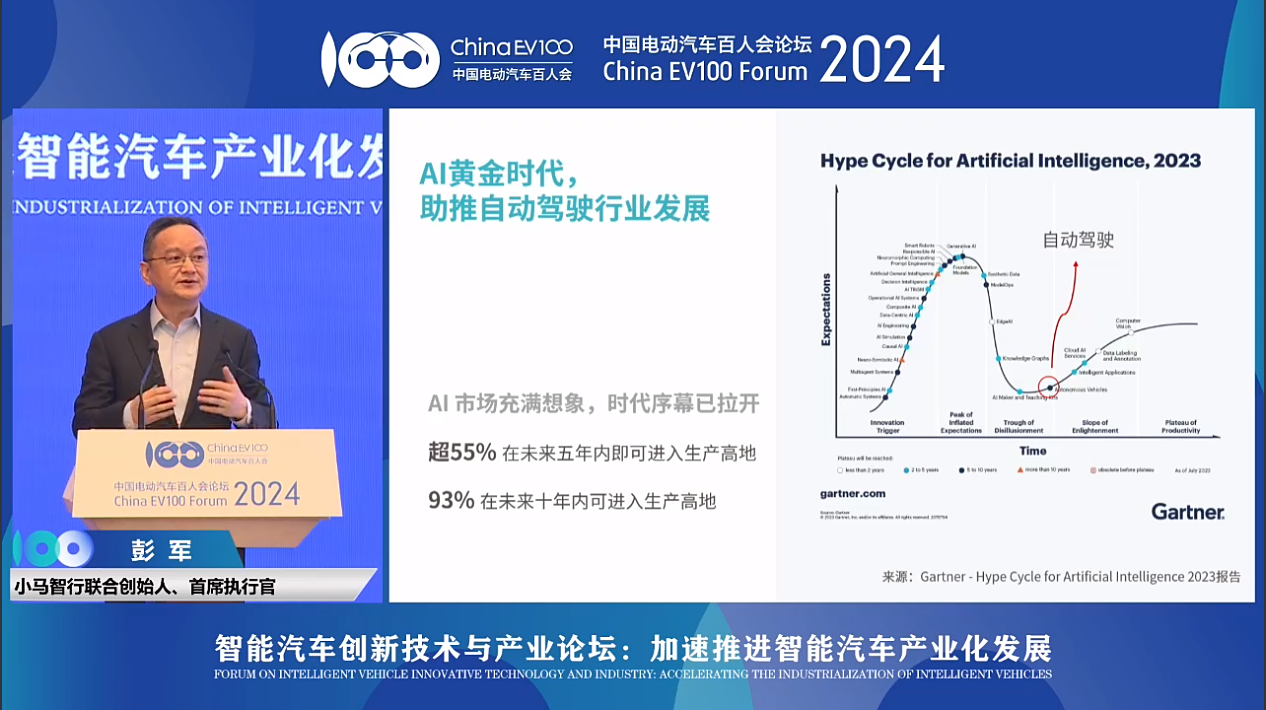 100
ChinaEV100
中国电动汽车百人会
中国电动汽车百人会论坛
China EV100 Forum
2024
智能汽车产业化发
INDUSTRIALIZATION OF INTELLIGENT V
ChinaEV100
中国电动汽车百人会
中国电动汽车百人会论坛
China EV100 Forum
2024
彭 军
小马智行联合创始人、首席执行官
AI黄金时代，
助推自动驾驶行业发展
AI 市场充满想象，时代序幕已拉开
超55% 在未来五年内即可进入生产高地
93% 在未来十年内可进入生产高地
Hype Cycle for Artificial Intelligence, 2023
自动驾驶
Expectations
Smart Robots
Responsible AI
Neuromorphic Computing
Prompt Engineering
Artificial General Intelligence
Decision Intelligence
AI TRiSM
Operational AI Systems
Composite AI
Data-Centric AI
AI Engineering
AI Simulation
Causal AI
Neuro-Symbolic AI
Multiagent Systems
First-Principles AI
Automatic Systems
Generative AI
Foundation
Models
Synthetic Data
ModelOps
EdgeAI
Knowledge Graphs
AI Maker and Teaching Kits
Autonomous Vehicles
Intelligent Applications
Cloud AI
Services
Data Labeling
and Annotation
Computer
Vision
Innovation
Trigger
Peak of
Inflated
Expectations
Trough of
Disillusionment
Slope of
Enlightenment
Plateau of
Productivity
Time
Plateau will be reached:
less than 2 years
2 to 5 years
5 to 10 years
more than 10 years
obsolete before plateau
As of July 2023
gartner.com
Source: Gartner
© 2023 Gartner, Inc. and/or its affiliates. All rights reserved.
Gartner.
来源：Gartner - Hype Cycle for Artificial Intelligence 2023报告
智能汽车创新技术与产业论坛：加速推进智能汽车产业化发展
FORUM ON INTELLIGENT VEHICLE INNOVATIVE TECHNOLOGY AND INDUSTRY: ACCELERATING THE INDUSTRIALIZATION OF INTELLIGENT VEHICLES